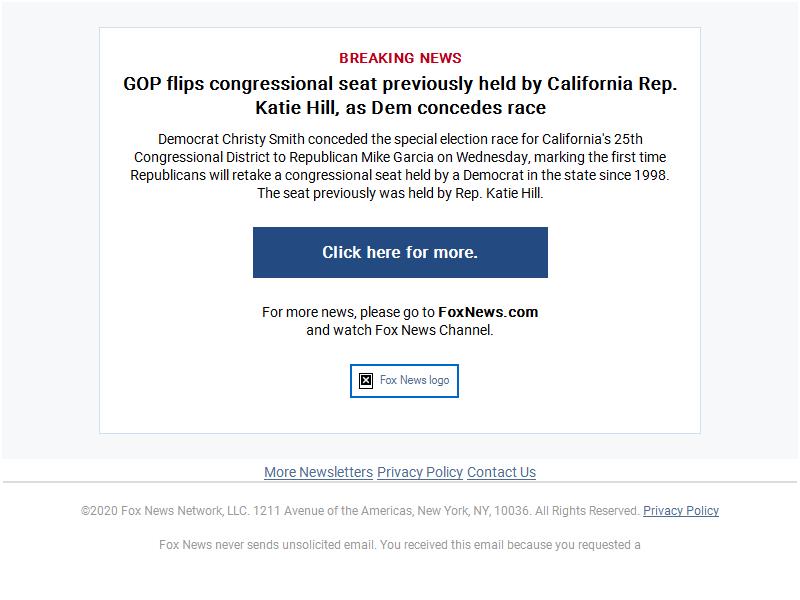 BREAKING NEWS
GOP flips congressional seat previously held by California Rep.
Katie Hill, as Dem concedes race
Democrat Christy Smith conceded the special election race for California's 25th
Congressional District to Republican Mike Garcia on Wednesday, marking the first time
Republicans will retake a congressional seat held by a Democrat in the state since 1998.
The seat previously was held by Rep. Katie Hill.
Click here for more.
For more news, please go to FoxNews.com
and watch Fox News Channel.
Fox News logo
More Newsletters Privacy Policy Contact Us
©2020 Fox News Network, LLC. 1211 Avenue of the Americas, New York, NY, 10036. All Rights Reserved. Privacy Policy
Fox News never sends unsolicited email. You received this email because you requested a